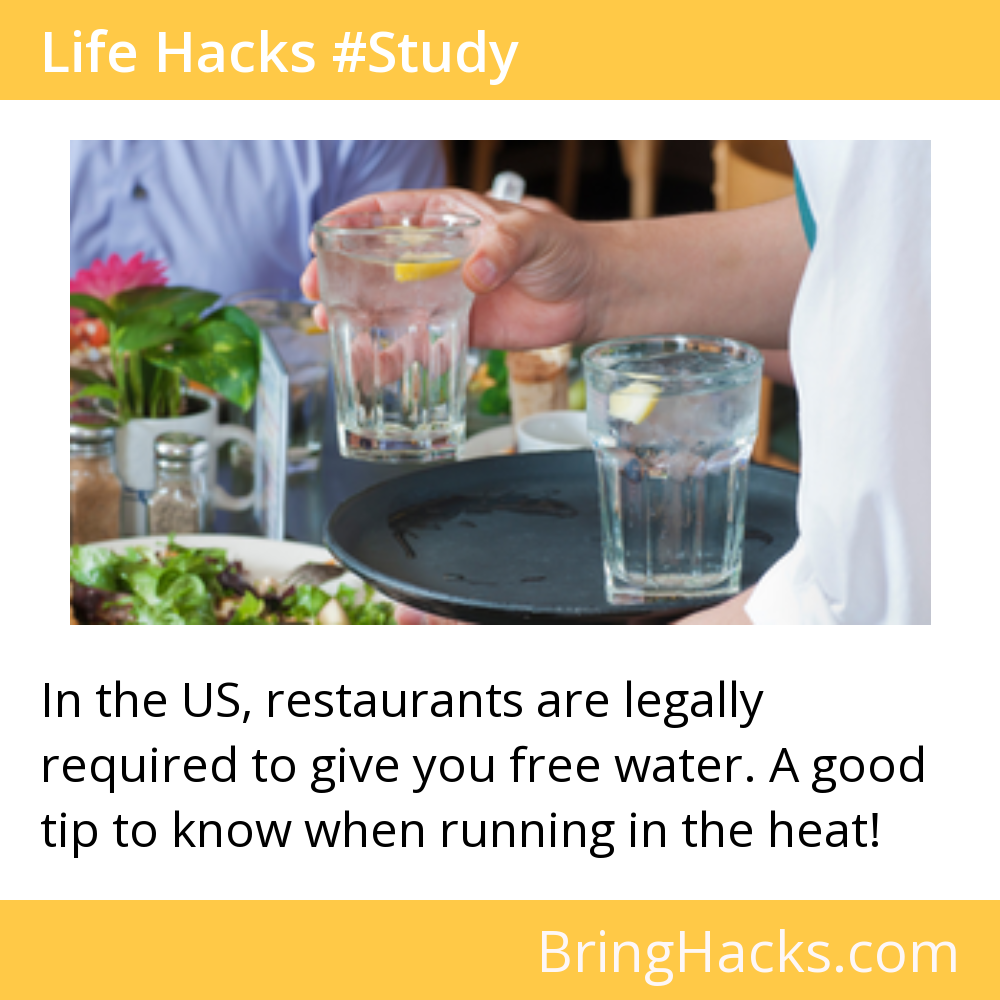 Life Hacks #Study
In the US, restaurants are legally
required to give you free water. A good
tip to know when running in the heat!
BringHacks.com